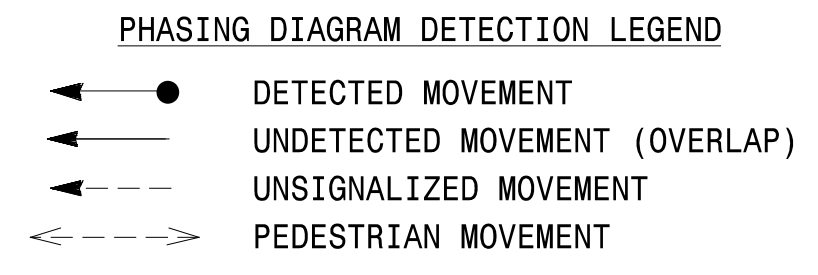 PHASING DIAGRAM DETECTION LEGEND
DETECTED MOVEMENT
UNDETECTED MOVEMENT (OVERLAP)
UNSIGNALIZED MOVEMENT
PEDESTRIAN MOVEMENT